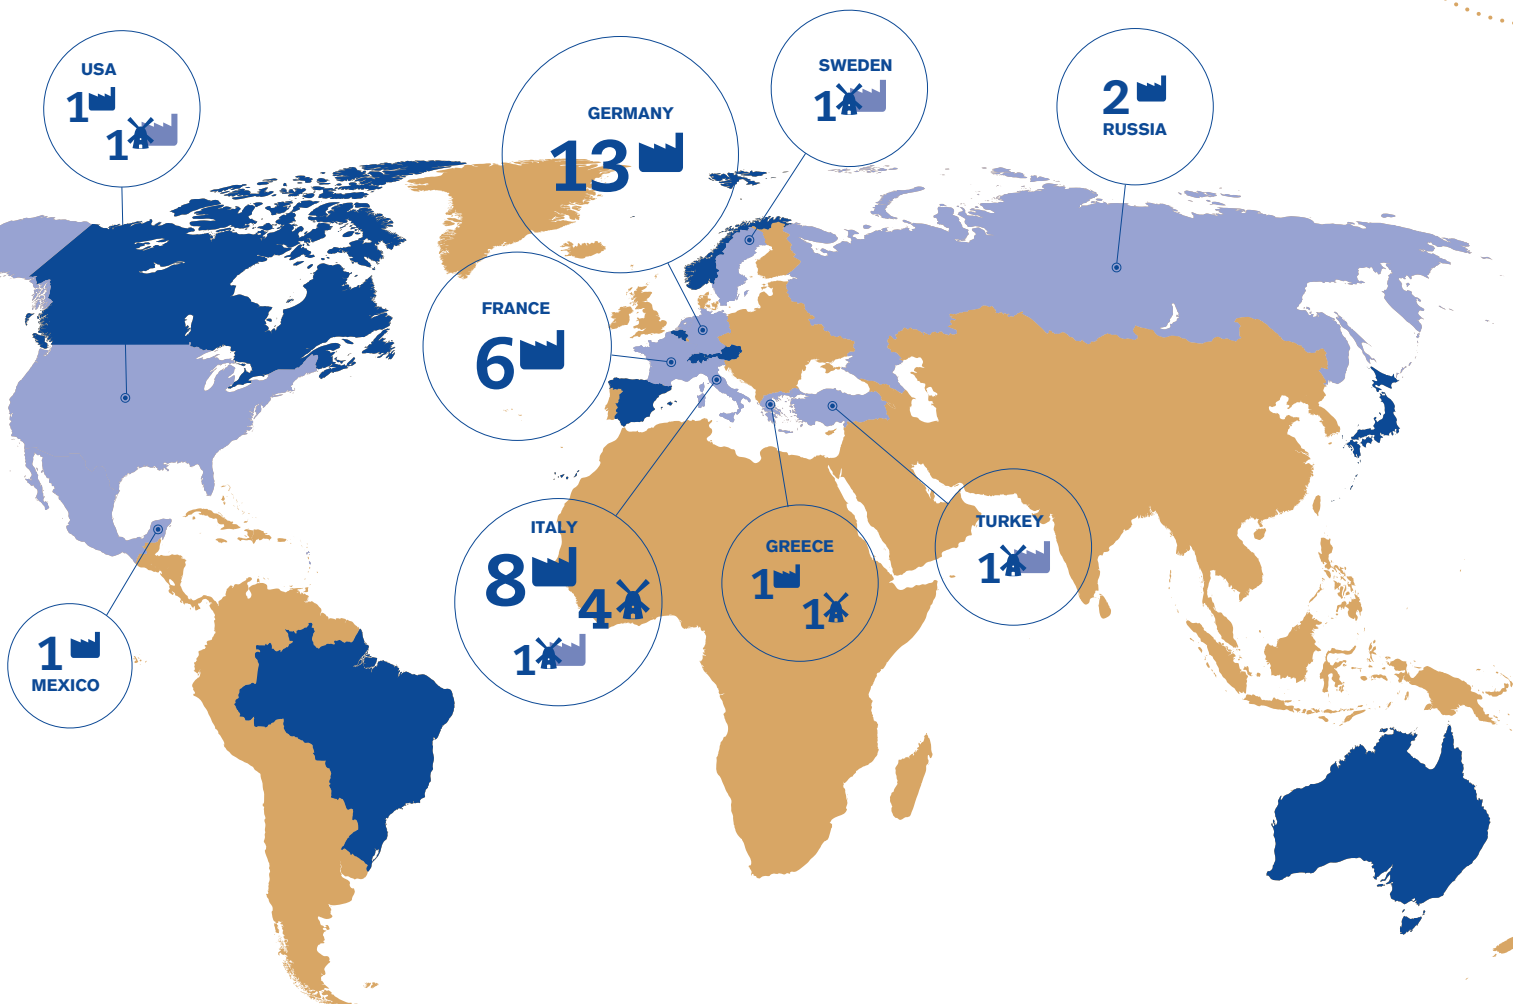 USA
1
1
GERMANY
13
SWEDEN
1
2
RUSSIA
FRANCE
6
ITALY
8
4
1
GREECE
1
1
TURKEY
1
1
MEXICO